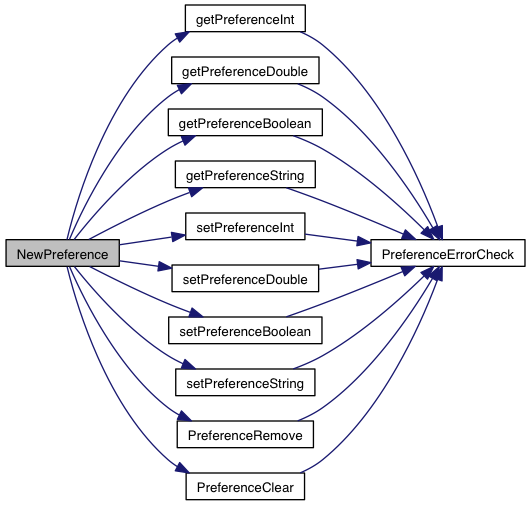 getPreferenceInt
getPreferenceDouble
getPreferenceBoolean
getPreferenceString
setPreferenceInt
NewPreference
PreferenceErrorCheck
setPreferenceDouble
setPreferenceBoolean
setPreferenceString
PreferenceRemove
PreferenceClear